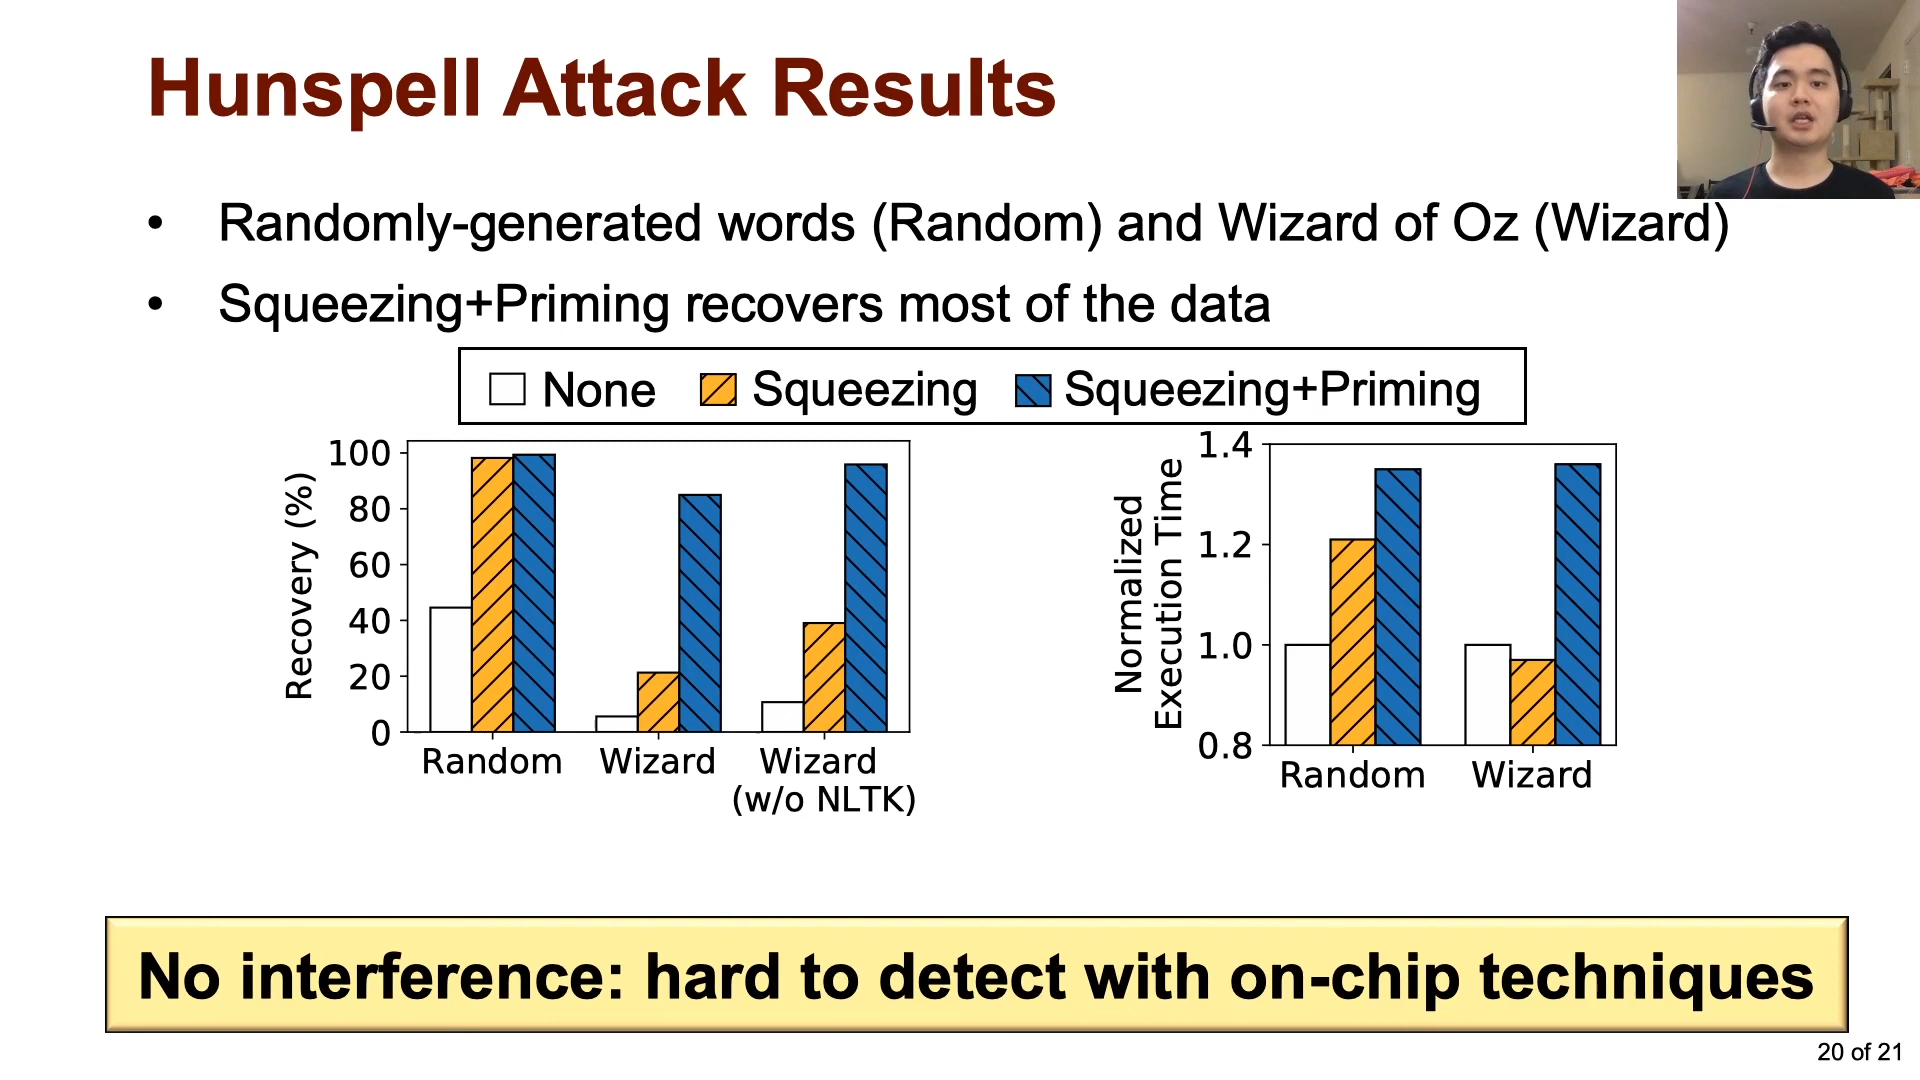 Hunspell Attack Results
• Randomly-generated words (Random) and Wizard of Oz (Wizard)
• Squeezing+Priming recovers most of the data
None Squeezing Squeezing+Priming
Recovery (%)
100
80
60
40
20
0
Random Wizard Wizard
(w/o NLTK)
Normalized
Execution Time
1.4
1.2
1.0
0.8
Random Wizard
No interference: hard to detect with on-chip techniques
20 of 21